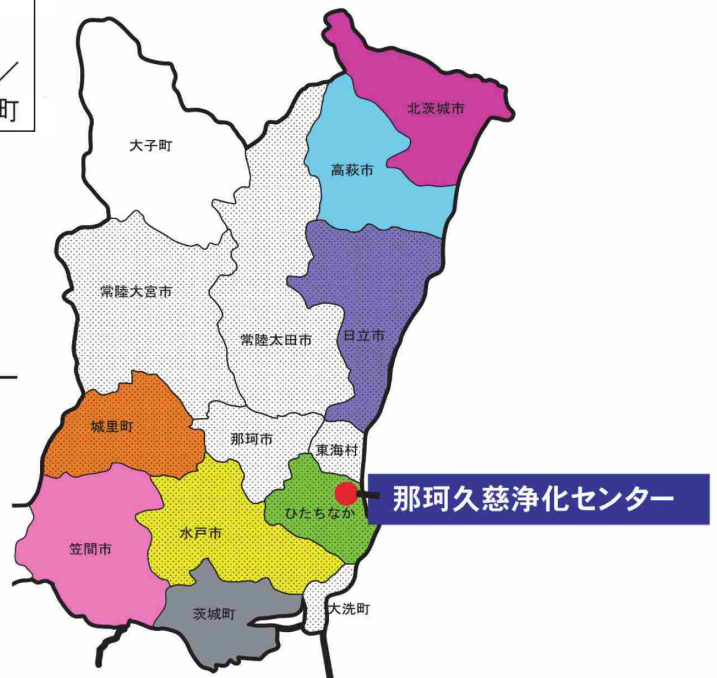 町
北茨城市
大子町
高萩市
常陸大宮市
常陸太田市
日立市
城里町
那珂市
東海村
那珂久慈浄化センター
ひたちなか
水戸市
笠間市
茨城町
大洗町